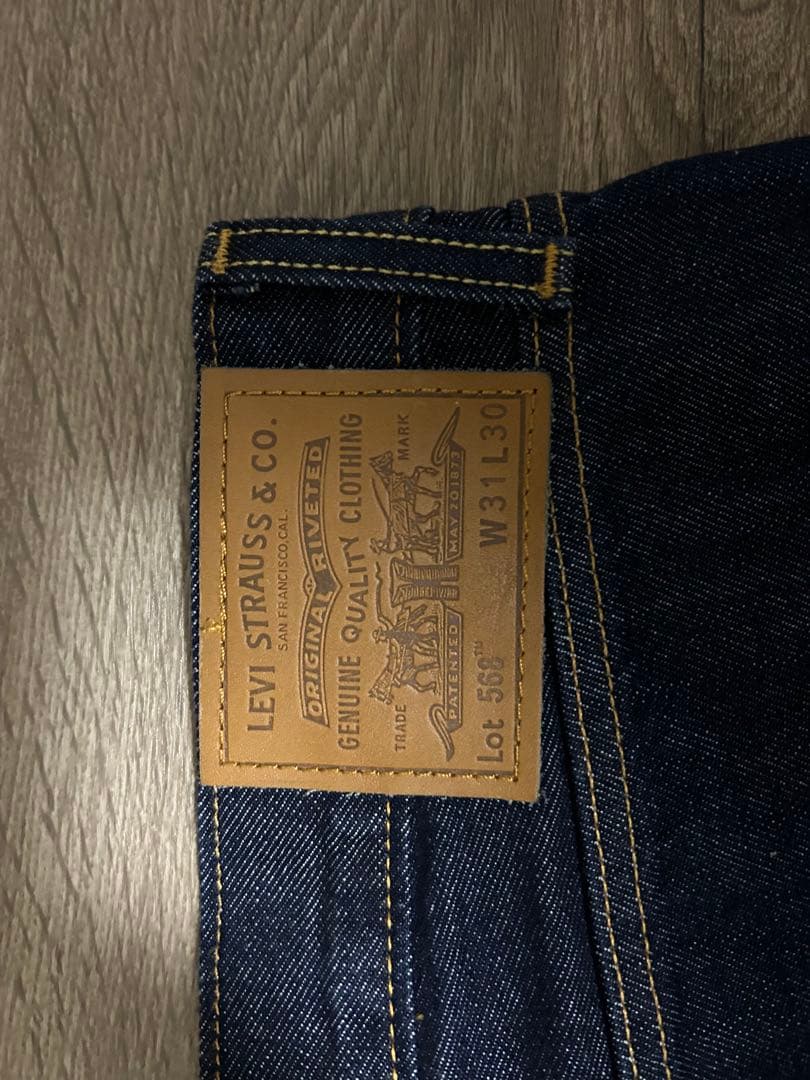 LEVI STRAUSS & CO.
SAN FRANCISCO, CAL.
ORIGINAL RIVETED
GENUINE QUALITY CLOTHING
TRADE MARK
PATENTED MAY 20 1873
Lot 568™ W31 L30